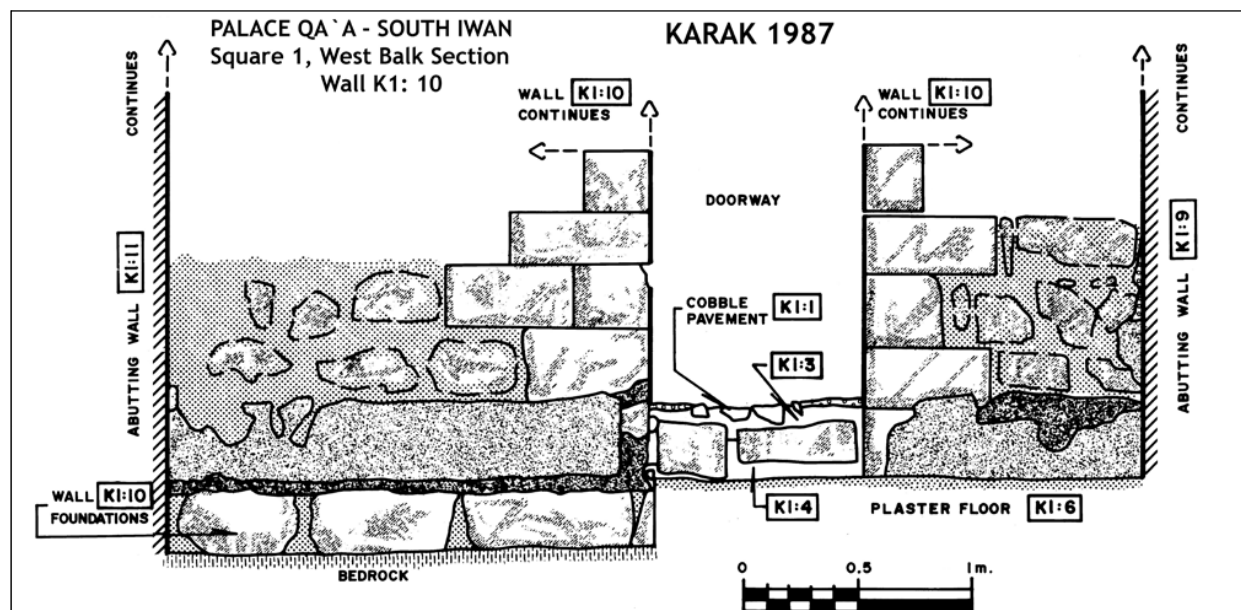 PALACE QA`A - SOUTH IWAN
Square 1, West Balk Section
Wall K1: 10
KARAK 1987
CONTINUES
WALL K1:10
CONTINUES
WALL K1:10
CONTINUES
CONTINUES
DOORWAY
ABUTTING WALL K1:11
ABUTTING WALL K1:9
COBBLE
PAVEMENT K1:1
K1:3
WALL K1:10
FOUNDATIONS
K1:4
PLASTER FLOOR K1:6
BEDROCK
0 0.5 1m.